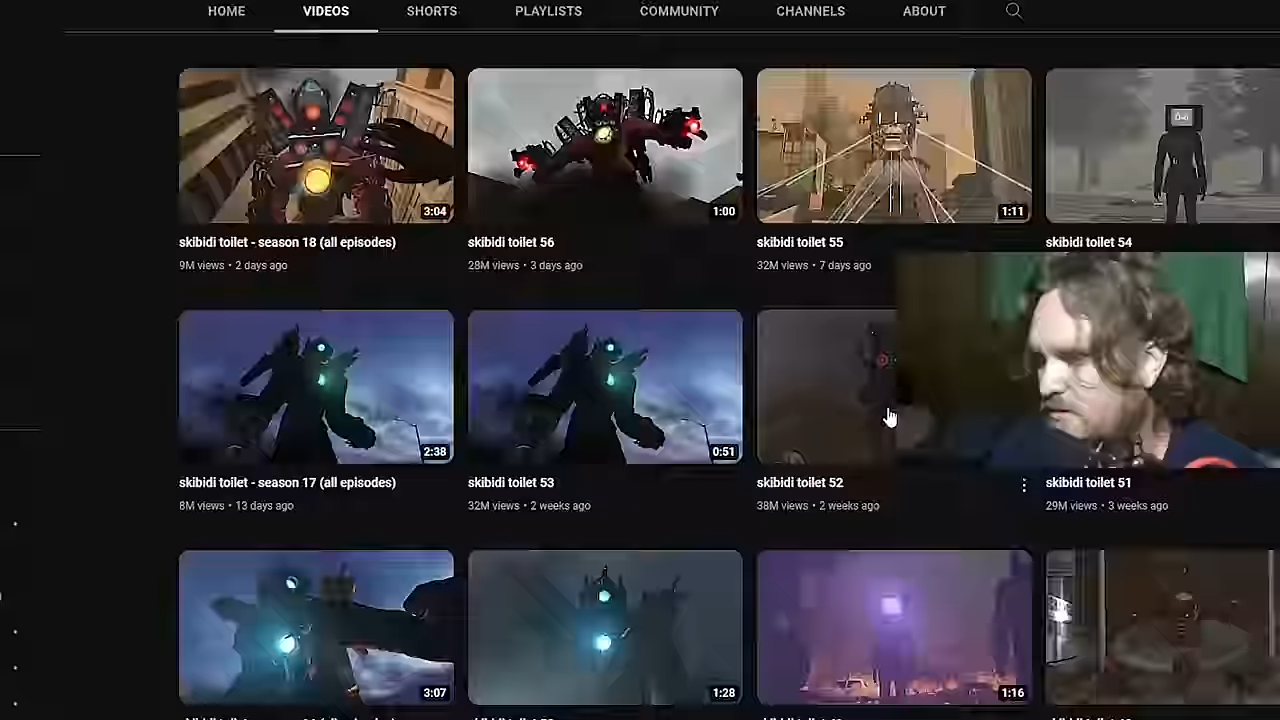 HOME VIDEOS SHORTS PLAYLISTS COMMUNITY CHANNELS ABOUT
3:04 1:00 1:11
skibidi toilet - season 18 (all episodes) skibidi toilet 56 skibidi toilet 55 skibidi toilet 54
9M views • 2 days ago 28M views • 3 days ago 32M views • 7 days ago
2:38 0:51
skibidi toilet - season 17 (all episodes) skibidi toilet 53 skibidi toilet 52 skibidi toilet 51
8M views • 13 days ago 32M views • 2 weeks ago 38M views • 2 weeks ago 29M views • 3 weeks ago
3:07 1:28 1:16